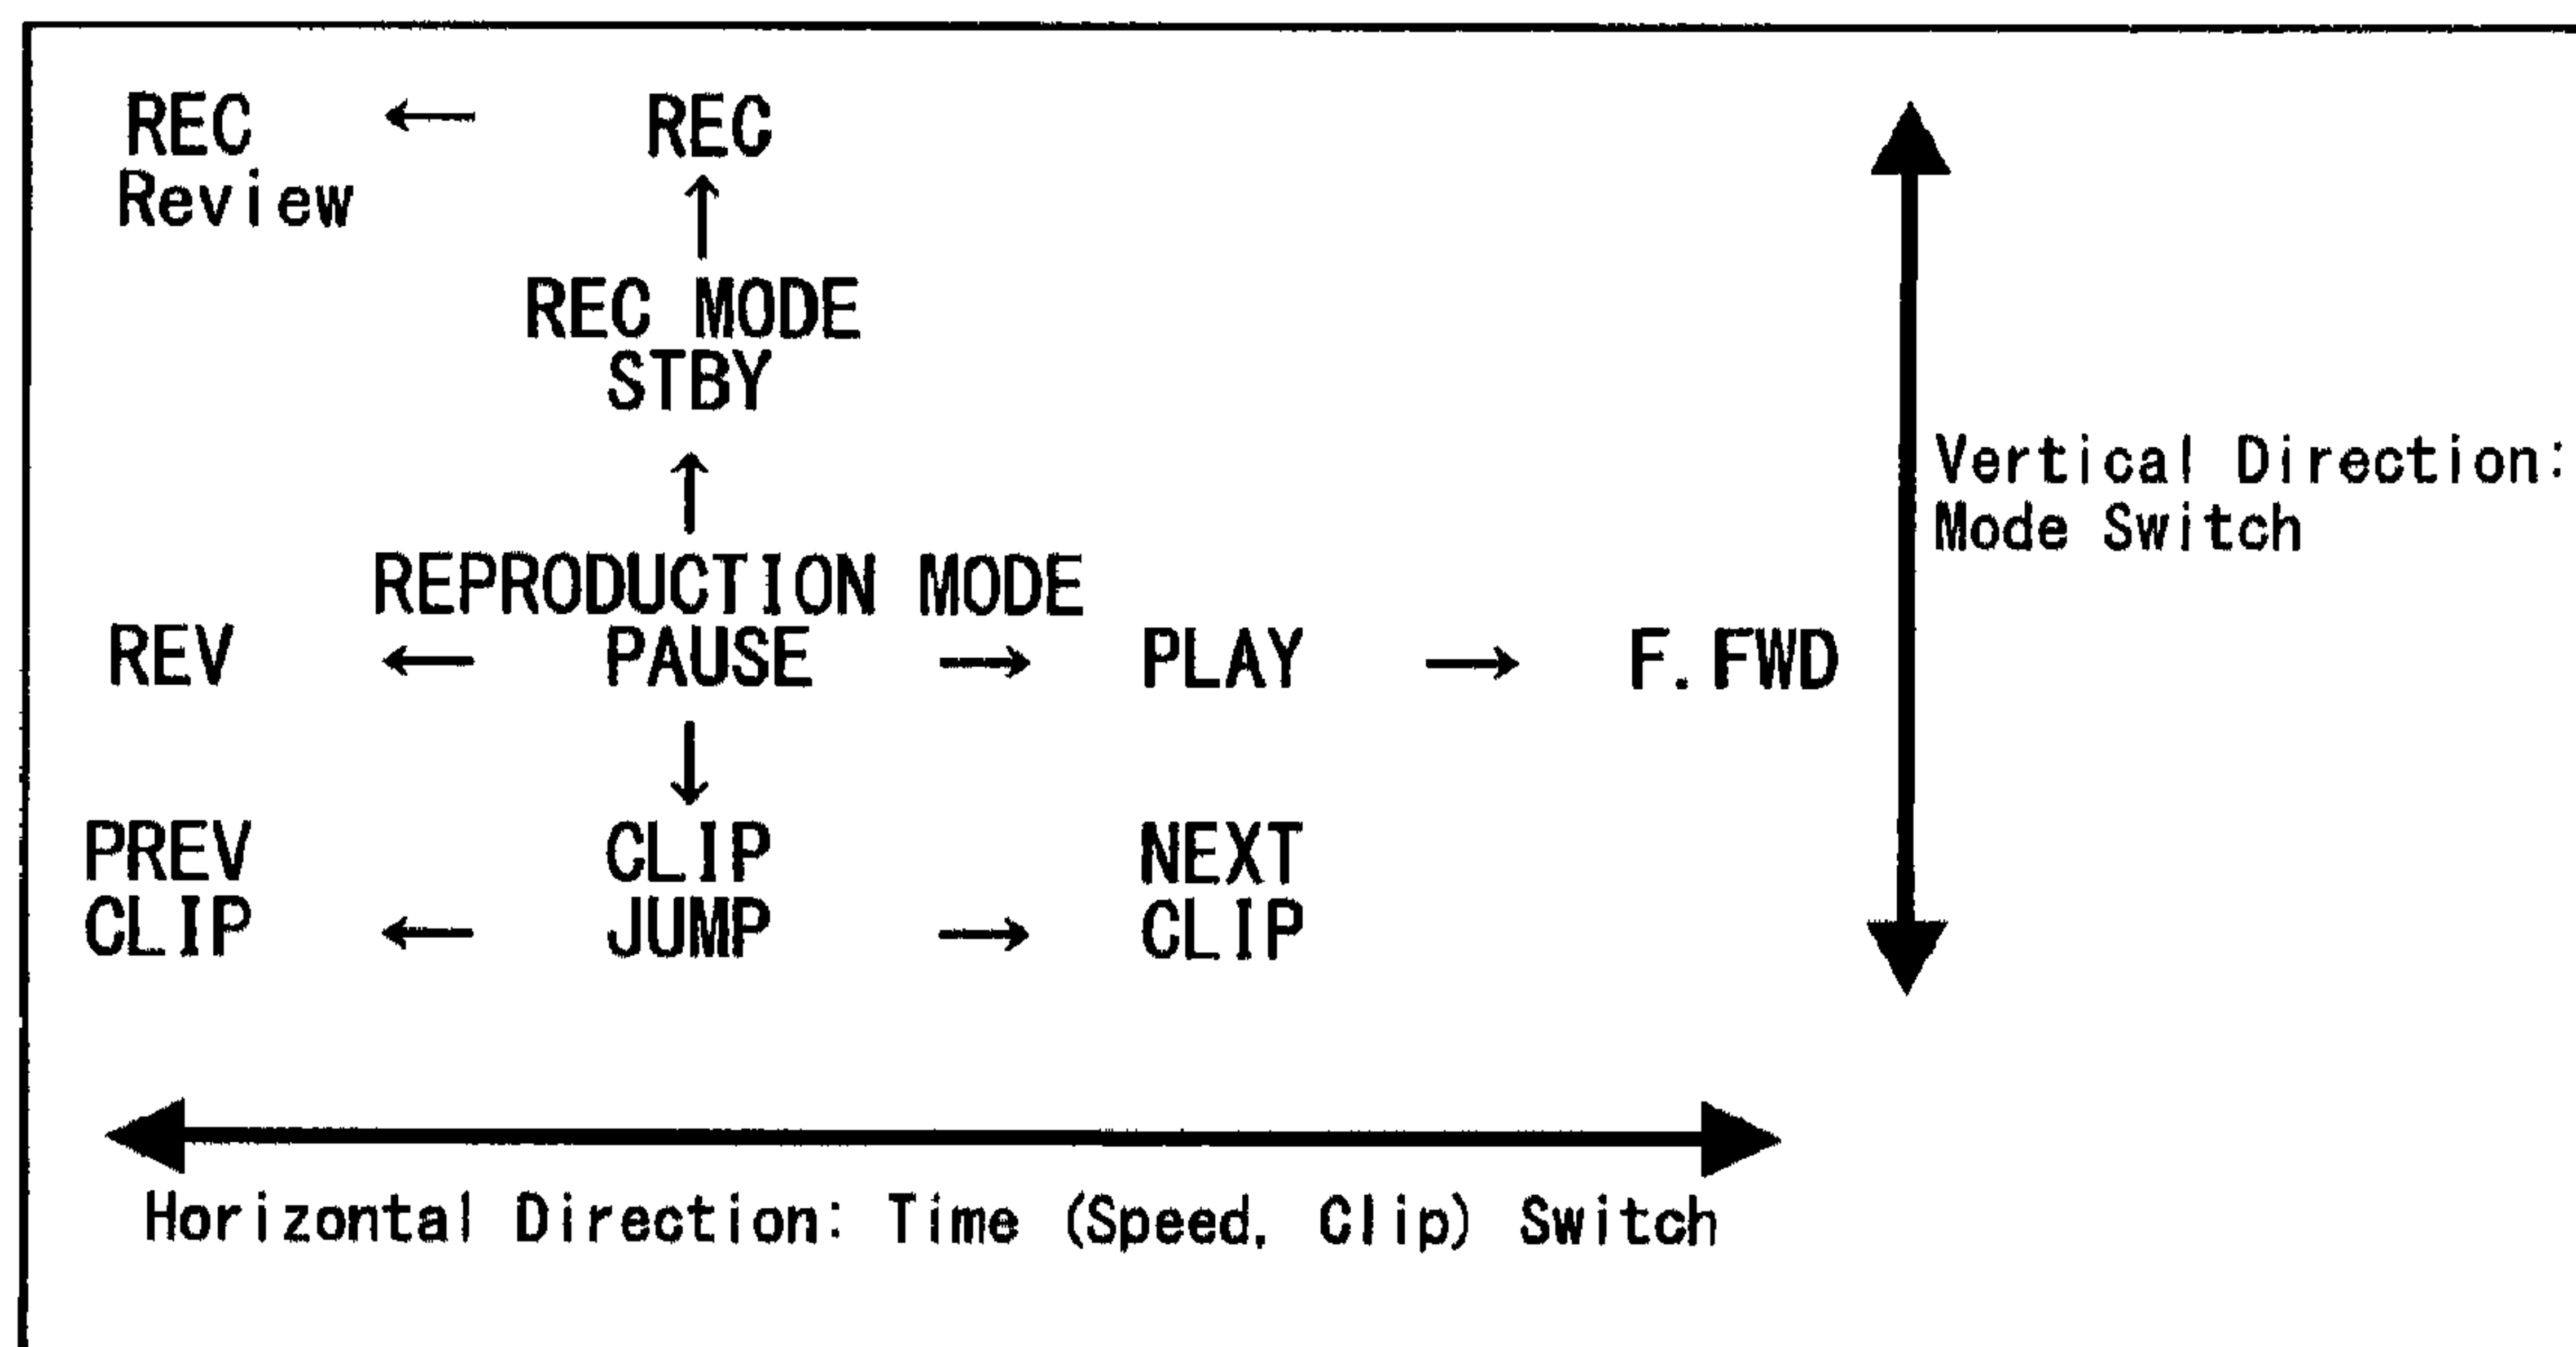 REC ← REC
Review
↑
REC MODE
STBY
↑
REPRODUCTION MODE
REV ← PAUSE → PLAY → F.FWD
↓
PREV CLIP NEXT
CLIP ← JUMP → CLIP
Vertical Direction:
Mode Switch
Horizontal Direction: Time (Speed, Clip) Switch